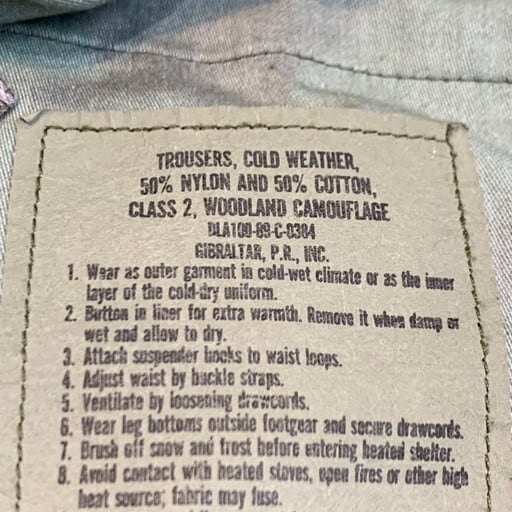 TROUSERS, COLD WEATHER,
50% NYLON AND 50% COTTON,
CLASS 2, WOODLAND CAMOUFLAGE
DLA100-89-C-0384
GIBRALTAR, P.R., INC.
1. Wear as outer garment in cold-wet climate or as the inner
layer of the cold-dry uniform.
2. Button in liner for extra warmth. Remove it when damp or
wet and allow to dry.
3. Attach suspender hooks to waist loops.
4. Adjust waist by buckle straps.
5. Ventilate by loosening drawcords.
6. Wear leg bottoms outside footgear and secure drawcords.
7. Brush off snow and frost before entering heated shelter.
8. Avoid contact with heated stoves, open fires or other high
heat source; fabric may fuse.